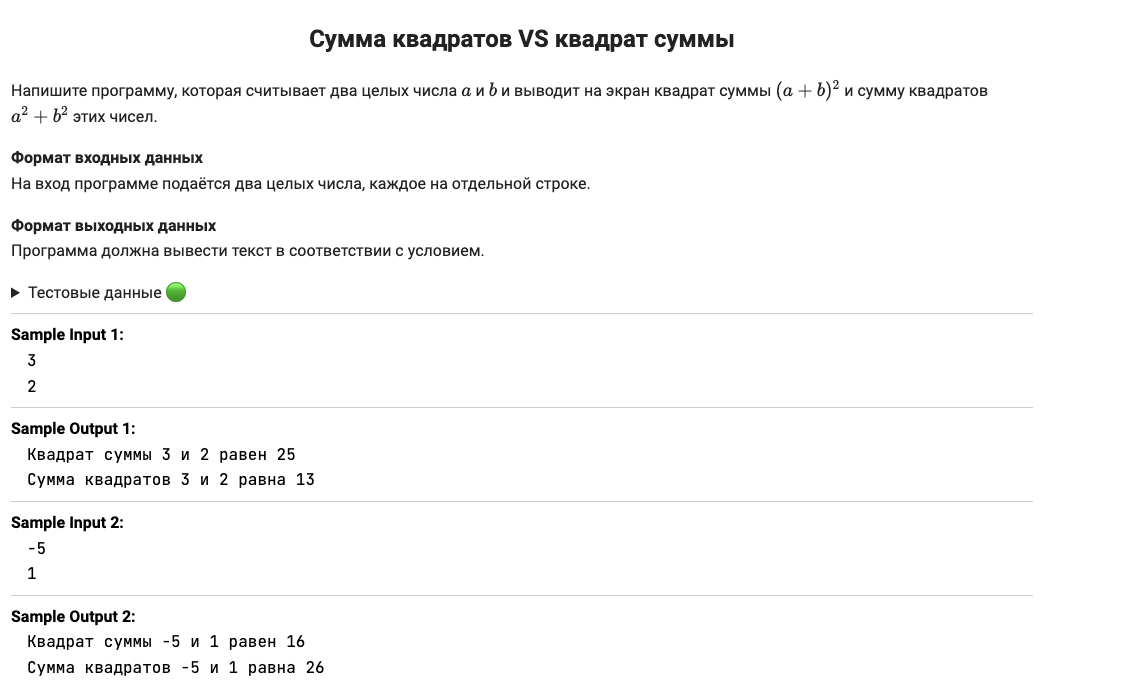 Сумма квадратов VS квадрат суммы
Напишите программу, которая считывает два целых числа a и b и выводит на экран квадрат суммы (a + b)² и сумму квадратов
a² + b² этих чисел.
Формат входных данных
На вход программе подаётся два целых числа, каждое на отдельной строке.
Формат выходных данных
Программа должна вывести текст в соответствии с условием.
Тестовые данные
Sample Input 1:
3
2
Sample Output 1:
Квадрат суммы 3 и 2 равен 25
Сумма квадратов 3 и 2 равна 13
Sample Input 2:
-5
1
Sample Output 2:
Квадрат суммы -5 и 1 равен 16
Сумма квадратов -5 и 1 равна 26